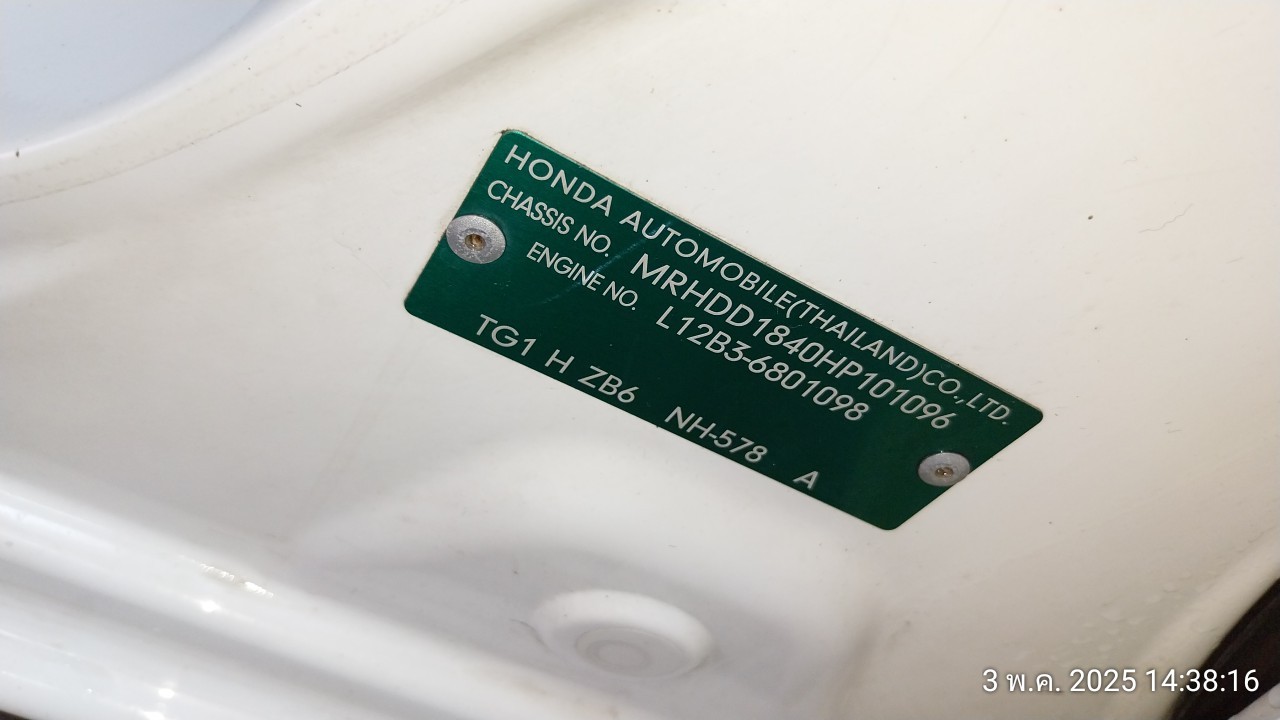 HONDA AUTOMOBILE(THAILAND)CO.,LTD.
CHASSIS NO. MRHDD1840HP101096
ENGINE NO. L12B3-6801098
TG1 H ZB6 NH-578 A
3 พ.ค. 2025 14:38:16